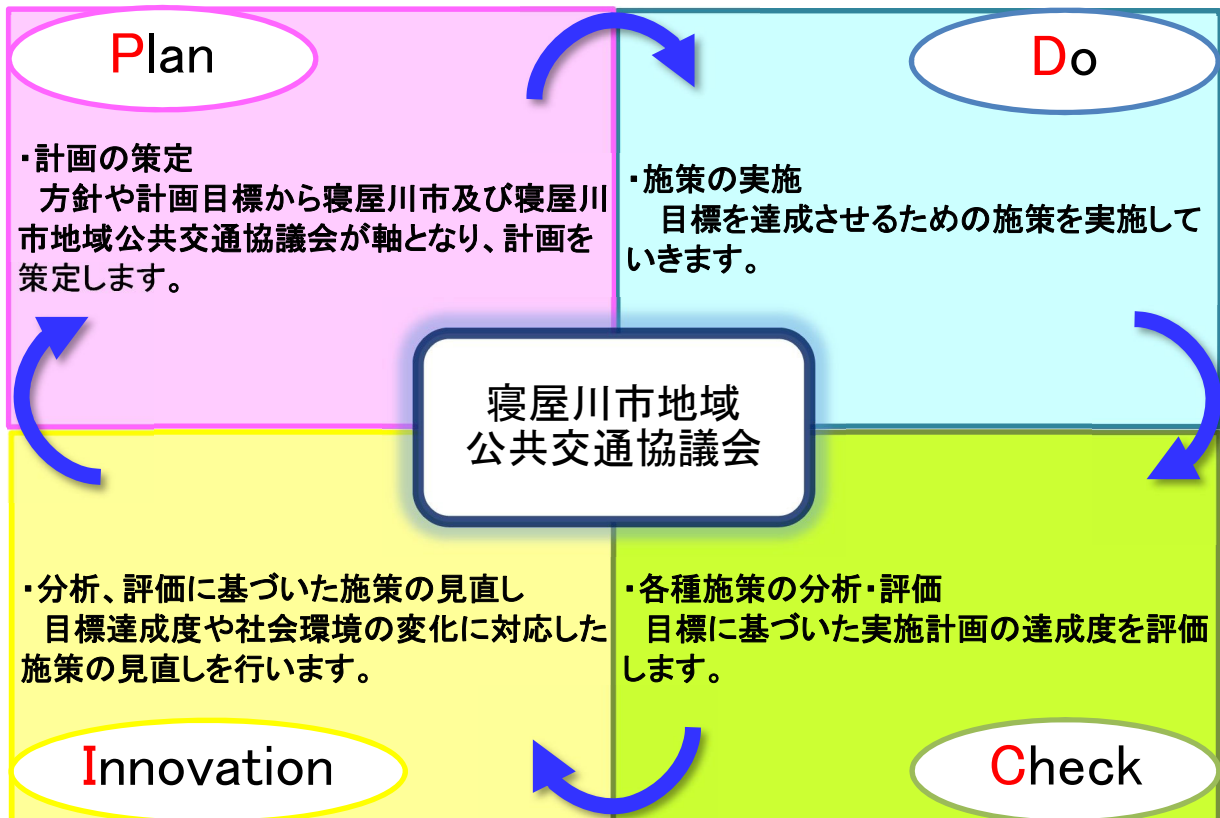 Plan
・計画の策定
方針や計画目標から寝屋川市及び寝屋川
市地域公共交通協議会が軸となり、計画を
策定します。
Do
・施策の実施
目標を達成させるための施策を実施して
いきます。
寝屋川市地域
公共交通協議会
・分析、評価に基づいた施策の見直し
目標達成度や社会環境の変化に対応した
施策の見直しを行います。
Innovation
・各種施策の分析・評価
目標に基づいた実施計画の達成度を評価
します。
Check